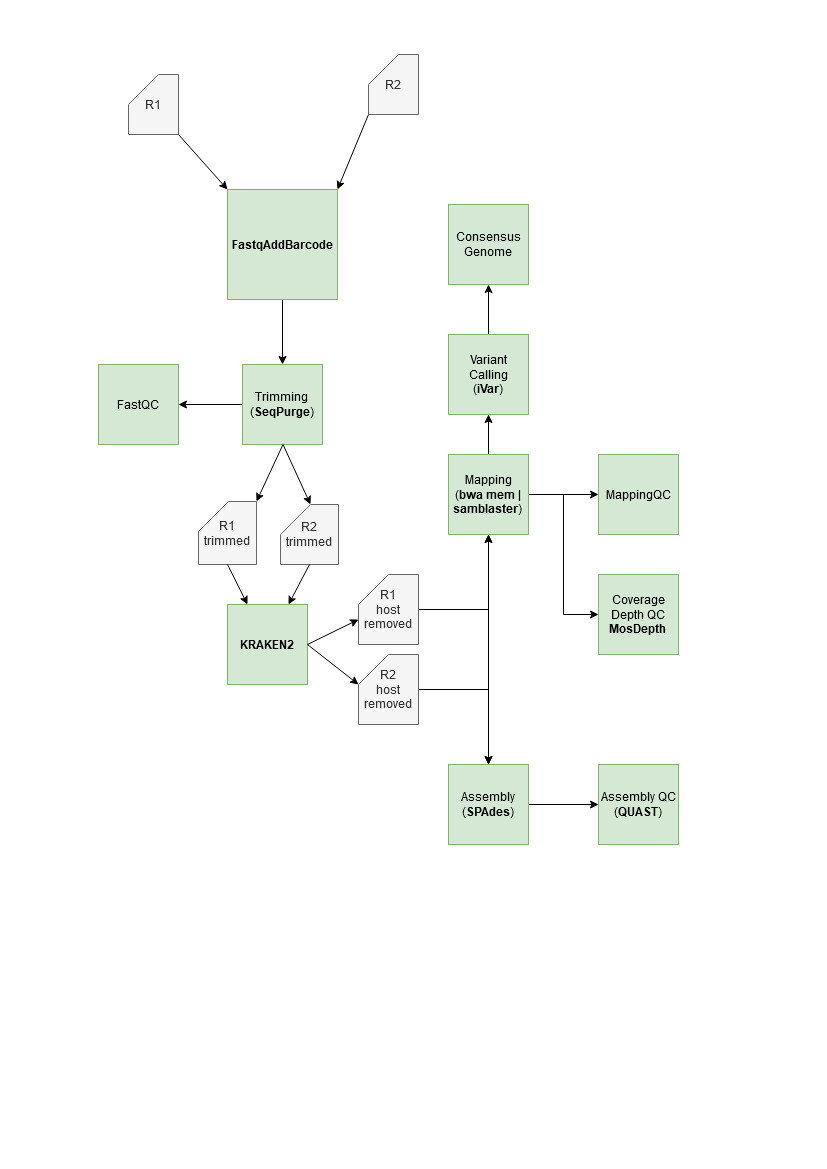 R1
R2
FastqAddBarcode
Consensus
Genome
Variant
Calling
(iVar)
FastQC
Trimming
(SeqPurge)
Mapping
(bwa mem |
samblaster)
MappingQC
R1
trimmed
R2
trimmed
KRAKEN2
R1
host
removed
Coverage
Depth QC
MosDepth
R2
host
removed
Assembly
(SPAdes)
Assembly QC
(QUAST)